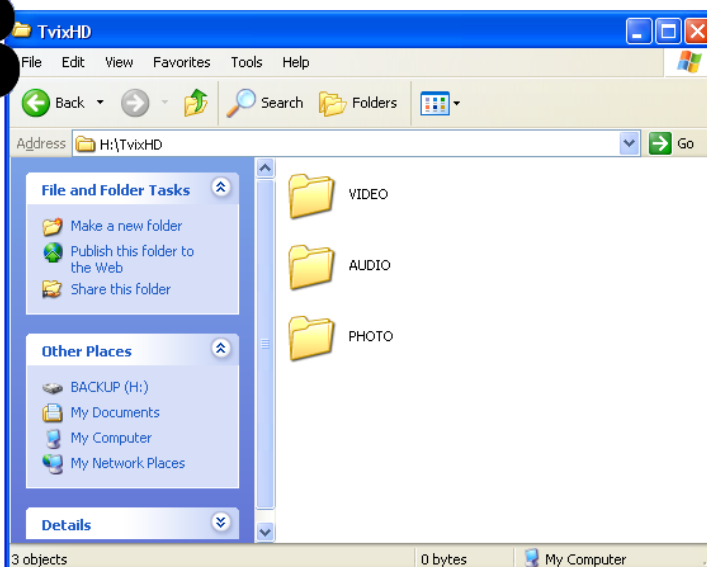 TvixHD
File Edit View Favorites Tools Help
Back Search Folders
Address H:\TvixHD Go
File and Folder Tasks
Make a new folder
Publish this folder to
the Web
Share this folder
Other Places
BACKUP (H:)
My Documents
My Computer
My Network Places
Details
VIDEO
AUDIO
PHOTO
3 objects 0 bytes My Computer